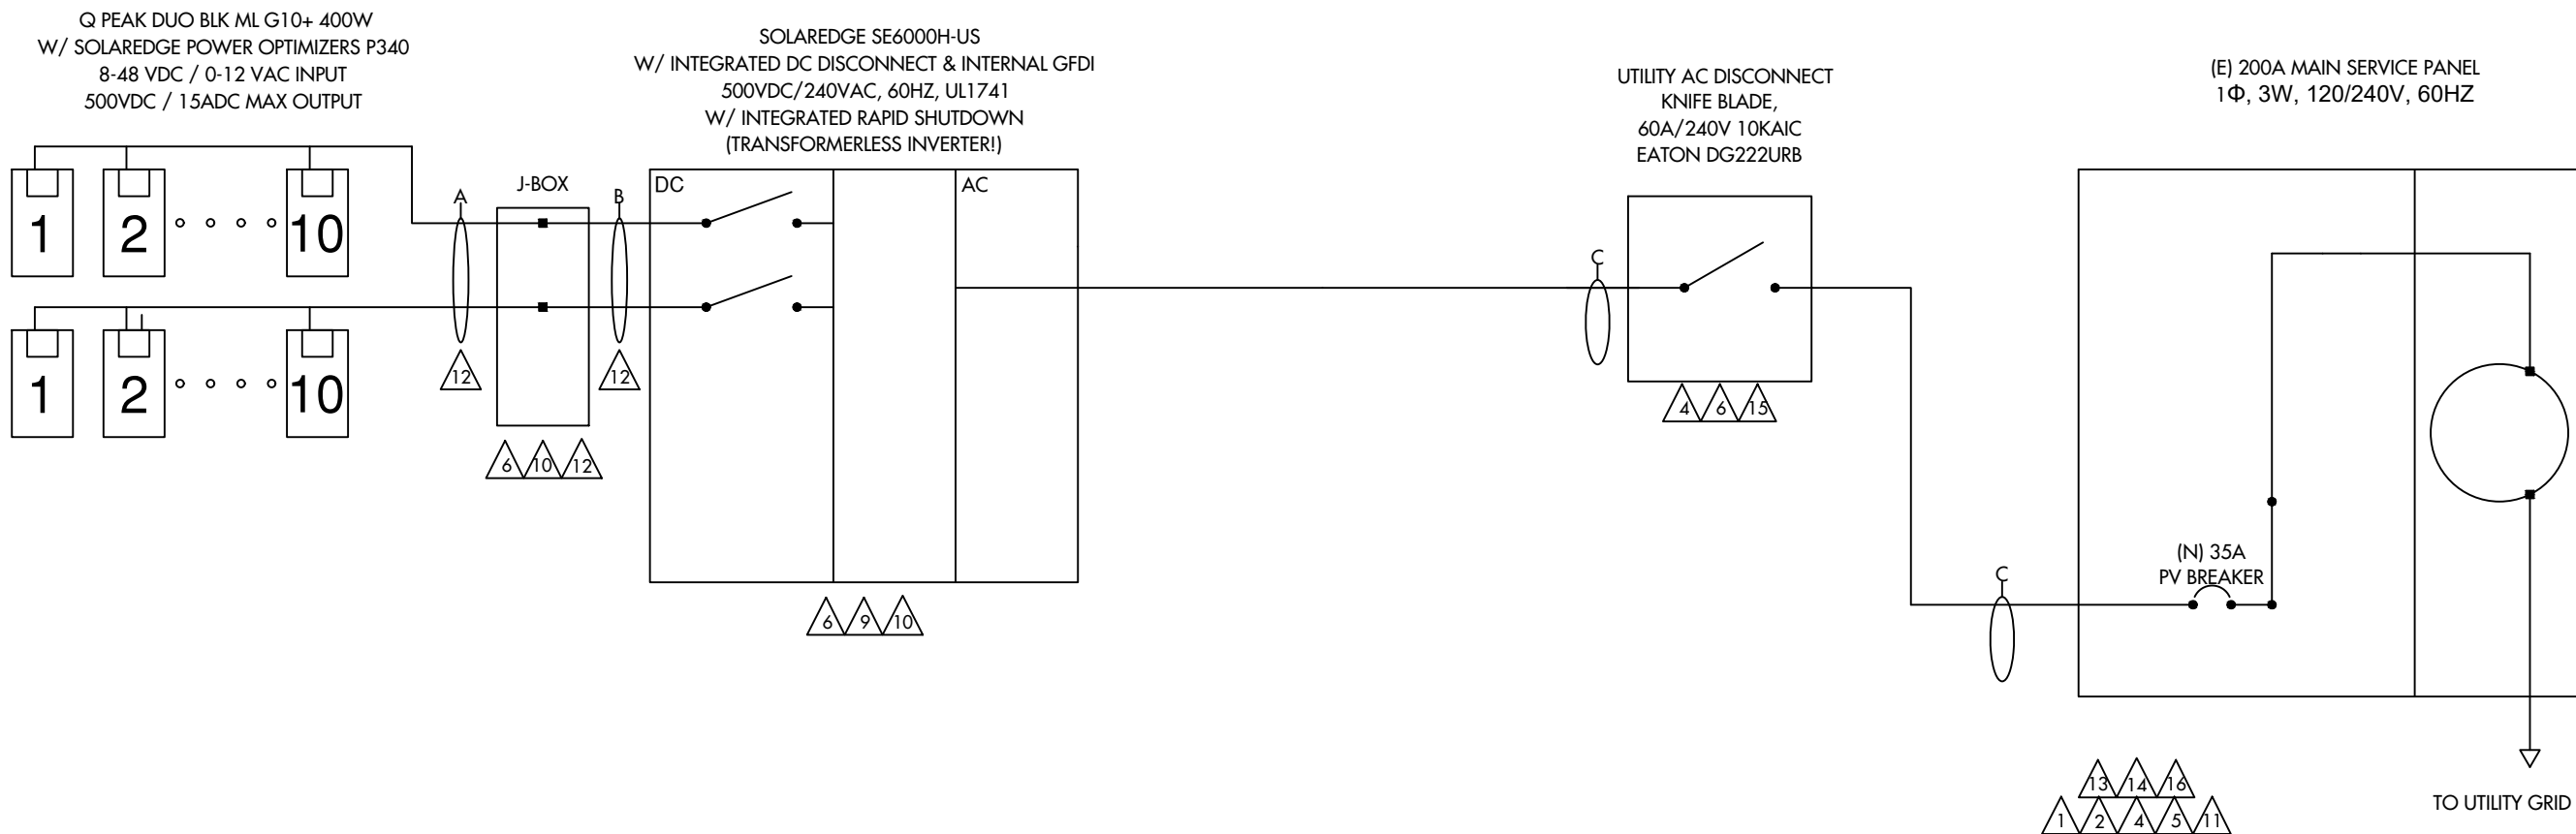 Q PEAK DUO BLK ML G10+ 400W
W/ SOLAREDGE POWER OPTIMIZERS P340
8-48 VDC / 0-12 VAC INPUT
500VDC / 15ADC MAX OUTPUT
SOLAREDGE SE6000H-US
W/ INTEGRATED DC DISCONNECT & INTERNAL GFDI
500VDC/240VAC, 60HZ, UL1741
W/ INTEGRATED RAPID SHUTDOWN
(TRANSFORMERLESS INVERTER!)
UTILITY AC DISCONNECT
KNIFE BLADE,
60A/240V 10KAIC
EATON DG222URB
(E) 200A MAIN SERVICE PANEL
1Φ, 3W, 120/240V, 60HZ
1 2 10
A
J-BOX
B
DC
AC
1 2 10
12
12
6 10 12
6 9 10
C
4 6 15
C
(N) 35A
PV BREAKER
13 14 16
1 2 4 5 11
TO UTILITY GRID